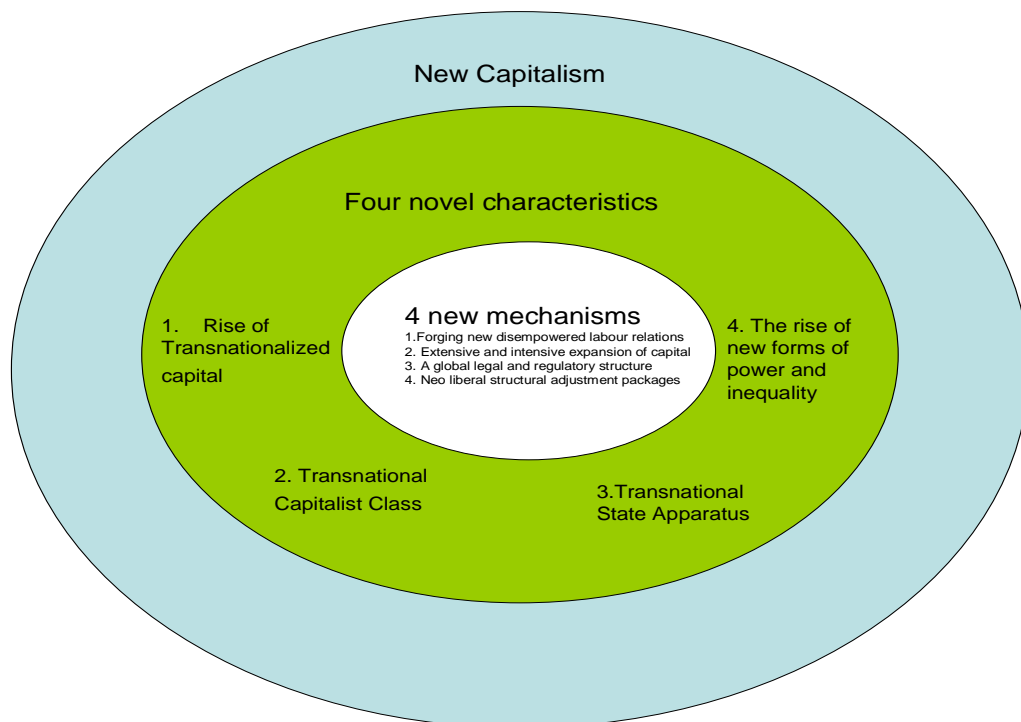 New Capitalism
Four novel characteristics
4 new mechanisms
1.Forging new disempowered labour relations
2. Extensive and intensive expansion of capital
3. A global legal and regulatory structure
4. Neo liberal structural adjustment packages
1. Rise of
Transnationalized
capital
4. The rise of
new forms of
power and
inequality
2. Transnational
Capitalist Class
3.Transnational
State Apparatus